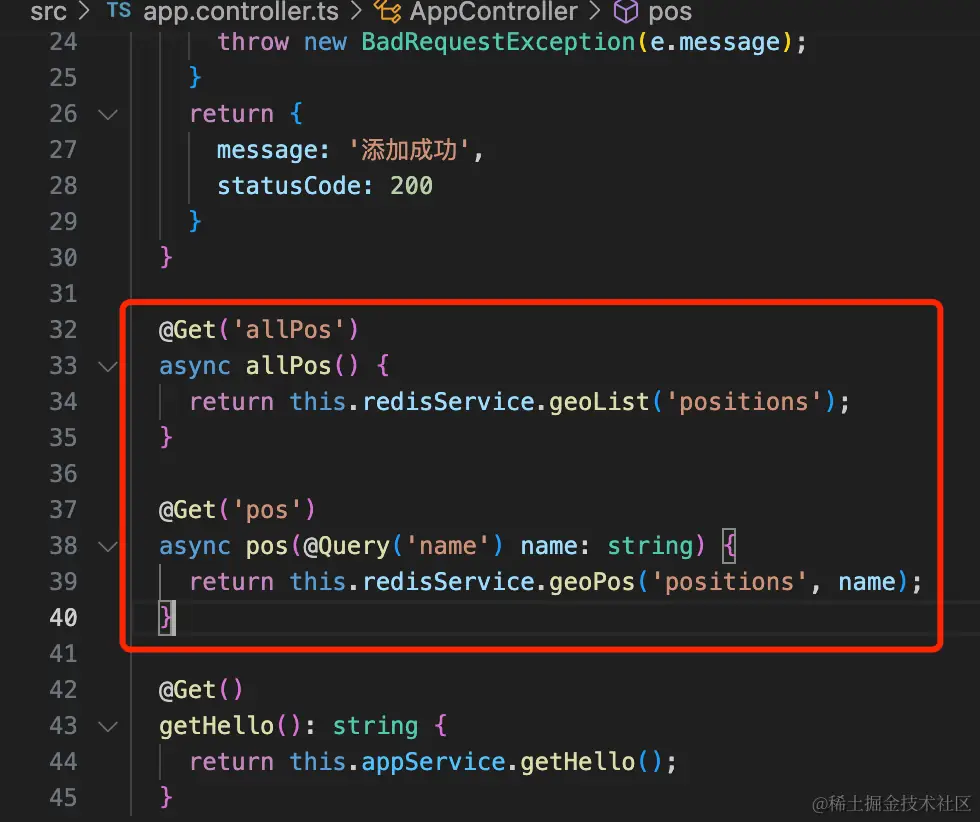 src > TS app.controller.ts > AppController > pos
24 throw new BadRequestException(e.message);
25 }
26 return {
27 message: '添加成功',
28 statusCode: 200
29 }
30 }
31
32 @Get('allPos')
33 async allPos() {
34 return this.redisService.geoList('positions');
35 }
36
37 @Get('pos')
38 async pos(@Query('name') name: string) {
39 return this.redisService.geoPos('positions', name);
40 }
41
42 @Get()
43 getHello(): string {
44 return this.appService.getHello();
45 }
@稀土掘金技术社区